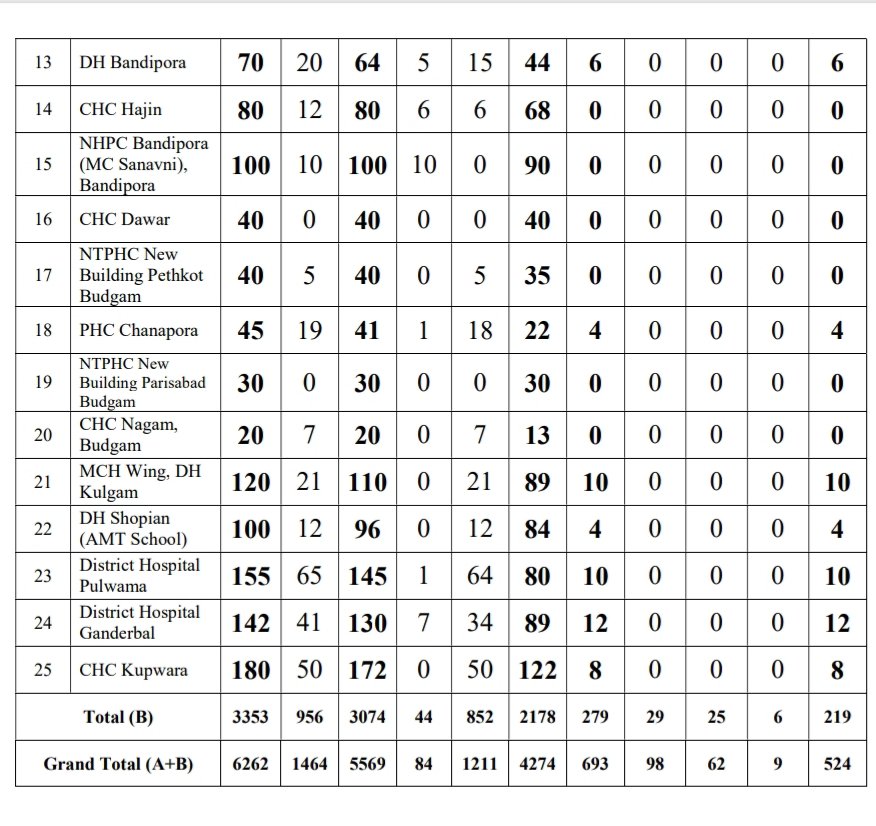 13 DH Bandipora 70 20 64 5 15 44 6 0 0 0 6
14 CHC Hajin 80 12 80 6 6 68 0 0 0 0 0
15 NHPC Bandipora
(MC Sanavni),
Bandipora 100 10 100 10 0 90 0 0 0 0 0
16 CHC Dawar 40 0 40 0 0 40 0 0 0 0 0
17 NTPHC New
Building Pethkot
Budgam 40 5 40 0 5 35 0 0 0 0 0
18 PHC Chanapora 45 19 41 1 18 22 4 0 0 0 4
19 NTPHC New
Building Parisabad
Budgam 30 0 30 0 0 30 0 0 0 0 0
20 CHC Nagam,
Budgam 20 7 20 0 7 13 0 0 0 0 0
21 MCH Wing, DH
Kulgam 120 21 110 0 21 89 10 0 0 0 10
22 DH Shopian
(AMT School) 100 12 96 0 12 84 4 0 0 0 4
23 District Hospital
Pulwama 155 65 145 1 64 80 10 0 0 0 10
24 District Hospital
Ganderbal 142 41 130 7 34 89 12 0 0 0 12
25 CHC Kupwara 180 50 172 0 50 122 8 0 0 0 8
Total (B) 3353 956 3074 44 852 2178 279 29 25 6 219
Grand Total (A+B) 6262 1464 5569 84 1211 4274 693 98 62 9 524